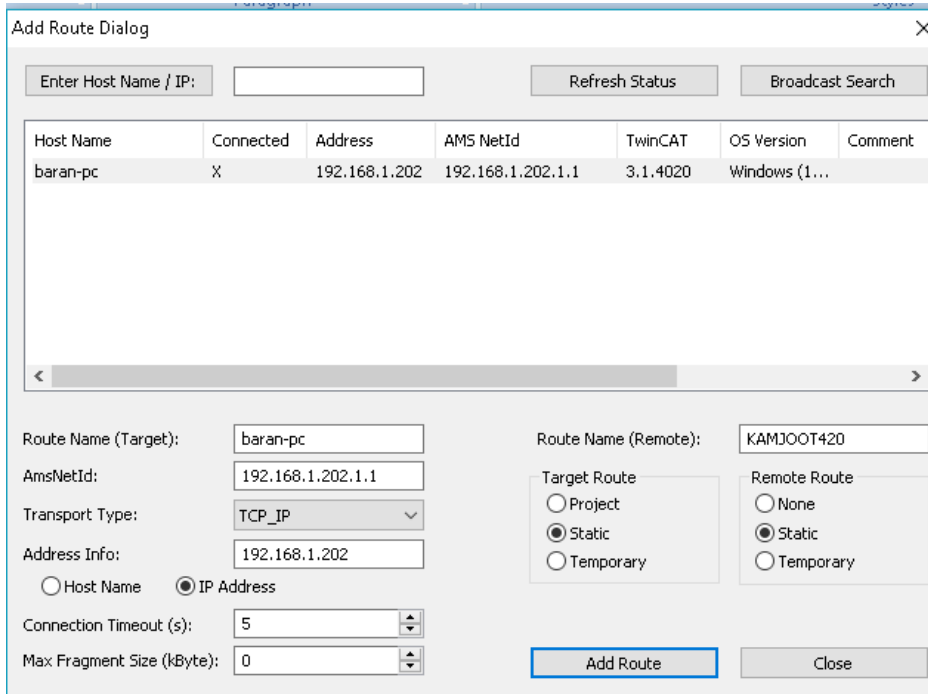 Paragraph Styles
Add Route Dialog
Enter Host Name / IP: Refresh Status Broadcast Search
Host Name Connected Address AMS NetId TwinCAT OS Version Comment
baran-pc X 192.168.1.202 192.168.1.202.1.1 3.1.4020 Windows (1...
Route Name (Target): baran-pc Route Name (Remote): KAMJOOT420
AmsNetId: 192.168.1.202.1.1 Target Route Remote Route
Project None
Transport Type: TCP_IP Static Static
Address Info: 192.168.1.202 Temporary Temporary
Host Name IP Address
Connection Timeout (s): 5
Max Fragment Size (kByte): 0 Add Route Close